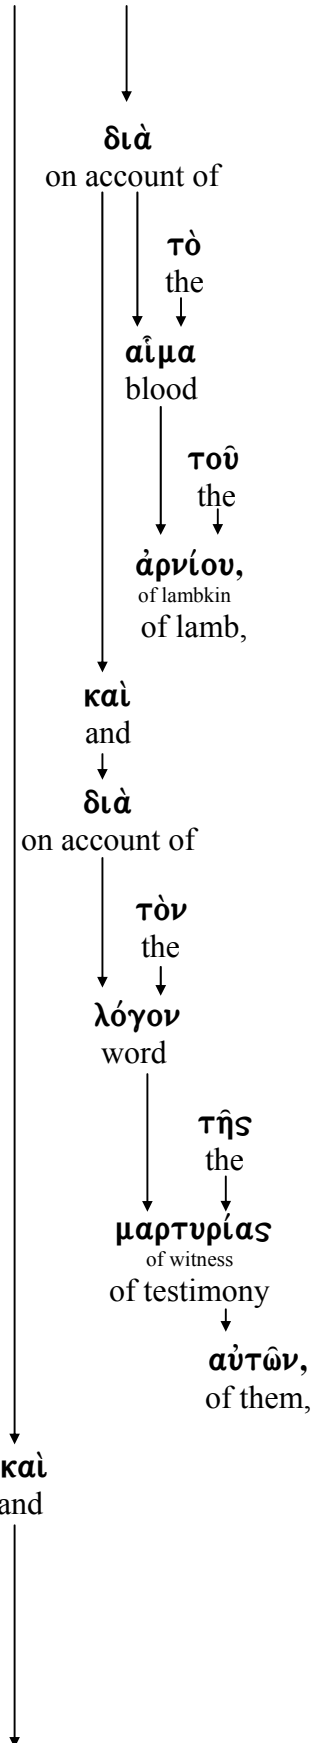 διὰ
on account of
τὸ
the
αἷμα
blood
τοῦ
the
ἀρνίου,
of lambkin
of lamb,
καὶ
and
διὰ
on account of
τὸν
the
λόγον
word
τῆς
the
μαρτυρίας
of witness
of testimony
αὐτῶν,
of them,
καὶ
and